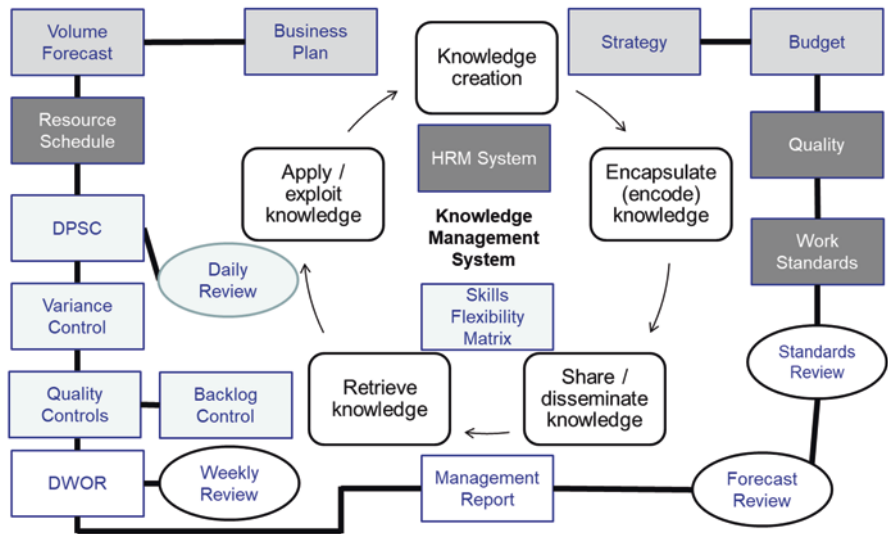 Volume
Forecast
Business
Plan
Knowledge
creation
Strategy
Budget
Resource
Schedule
HRM System
Quality
Apply /
exploit
knowledge
Encapsulate
(encode)
knowledge
Knowledge
Management
System
DPSC
Daily
Review
Work
Standards
Variance
Control
Skills
Flexibility
Matrix
Standards
Review
Quality
Controls
Backlog
Control
Retrieve
knowledge
Share /
disseminate
knowledge
DWOR
Weekly
Review
Management
Report
Forecast
Review